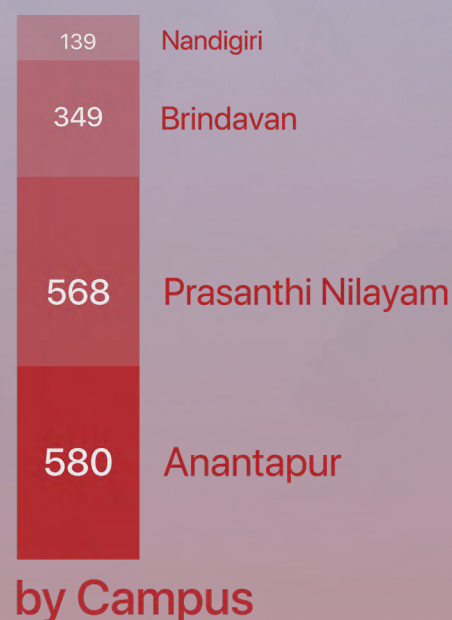 139 Nandigiri
349 Brindavan
568 Prasanthi Nilayam
580 Anantapur
by Campus